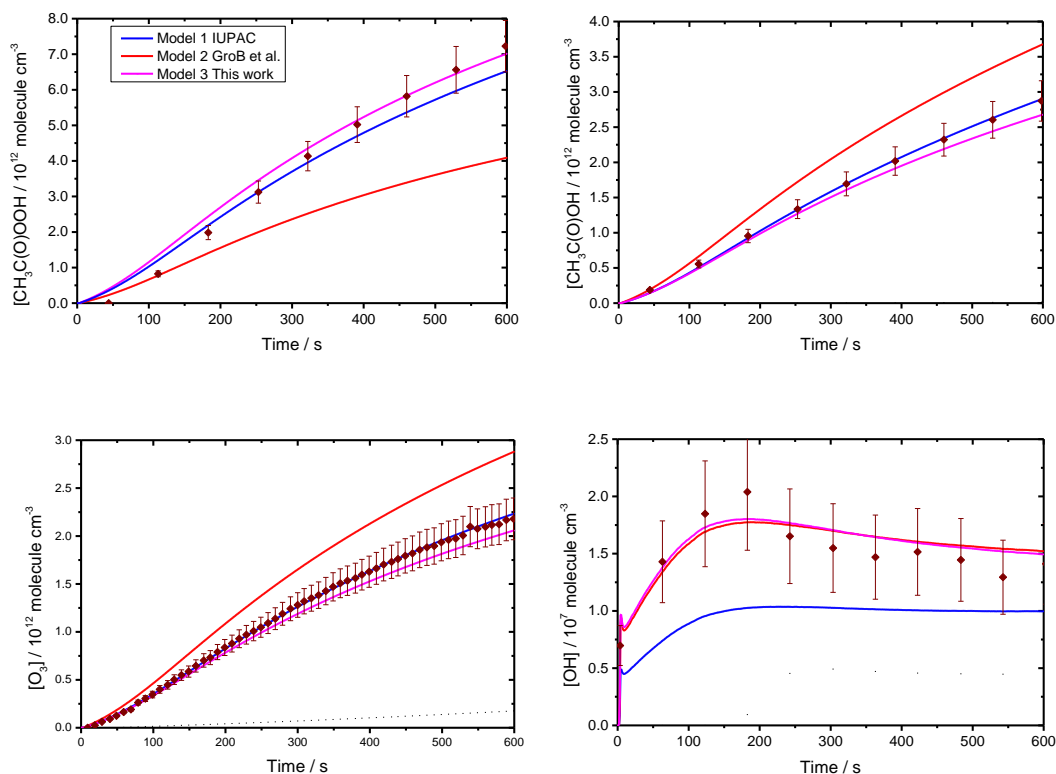 8.0
7.0
6.0
5.0
4.0
3.0
2.0
1.0
0.0
[CH3C(O)OOH / 10^12 molecule cm^-3
Model 1 IUPAC
Model 2 GroB et al.
Model 3 This work
0 100 200 300 400 500 600
Time / s
4.0
3.5
3.0
2.5
2.0
1.5
1.0
0.5
0.0
[CH3C(O)OH / 10^12 molecule cm^-3
0 100 200 300 400 500 600
Time / s
3.0
2.5
2.0
1.5
1.0
0.5
0.0
[O3] / 10^12 molecule cm^-3
0 100 200 300 400 500 600
Time / s
2.5
2.0
1.5
1.0
0.5
0.0
[OH] / 10^7 molecule cm^-3
0 100 200 300 400 500 600
Time / s